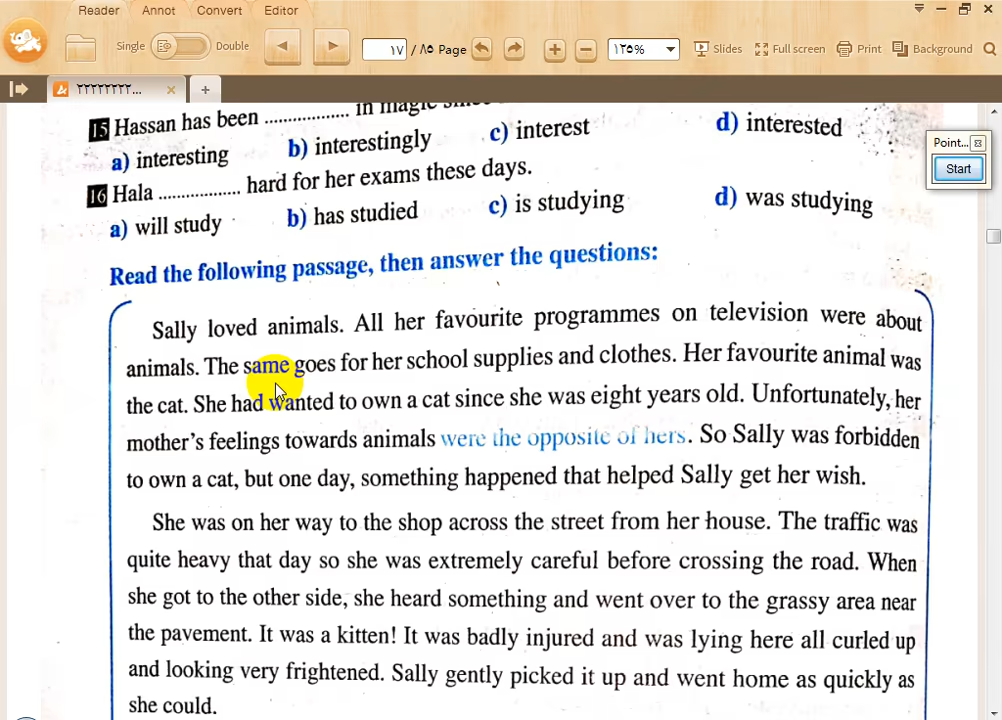 Reader Annot Convert Editor
Single Double ١٧ / ٨٥ Page ١٢٥% Slides Full screen Print Background
٢٢٢٢٢٢٢٢...
15 Hassan has been .................. in magic since
a) interesting b) interestingly c) interest d) interested
16 Hala ................. hard for her exams these days.
a) will study b) has studied c) is studying d) was studying
Point...
Start
Read the following passage, then answer the questions:
Sally loved animals. All her favourite programmes on television were about
animals. The same goes for her school supplies and clothes. Her favourite animal was
the cat. She had wanted to own a cat since she was eight years old. Unfortunately, her
mother's feelings towards animals were the opposite of hers. So Sally was forbidden
to own a cat, but one day, something happened that helped Sally get her wish.
She was on her way to the shop across the street from her house. The traffic was
quite heavy that day so she was extremely careful before crossing the road. When
she got to the other side, she heard something and went over to the grassy area near
the pavement. It was a kitten! It was badly injured and was lying here all curled up
and looking very frightened. Sally gently picked it up and went home as quickly as
she could.